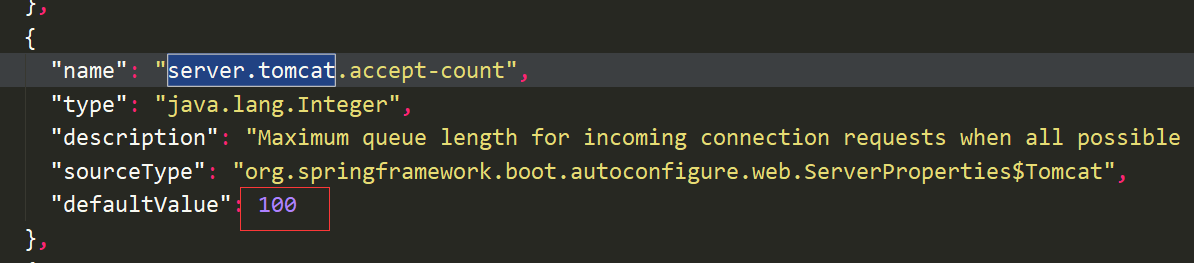 },
{
"name": "server.tomcat.accept-count",
"type": "java.lang.Integer",
"description": "Maximum queue length for incoming connection requests when all possible
"sourceType": "org.springframework.boot.autoconfigure.web.ServerProperties$Tomcat",
"defaultValue": 100
},